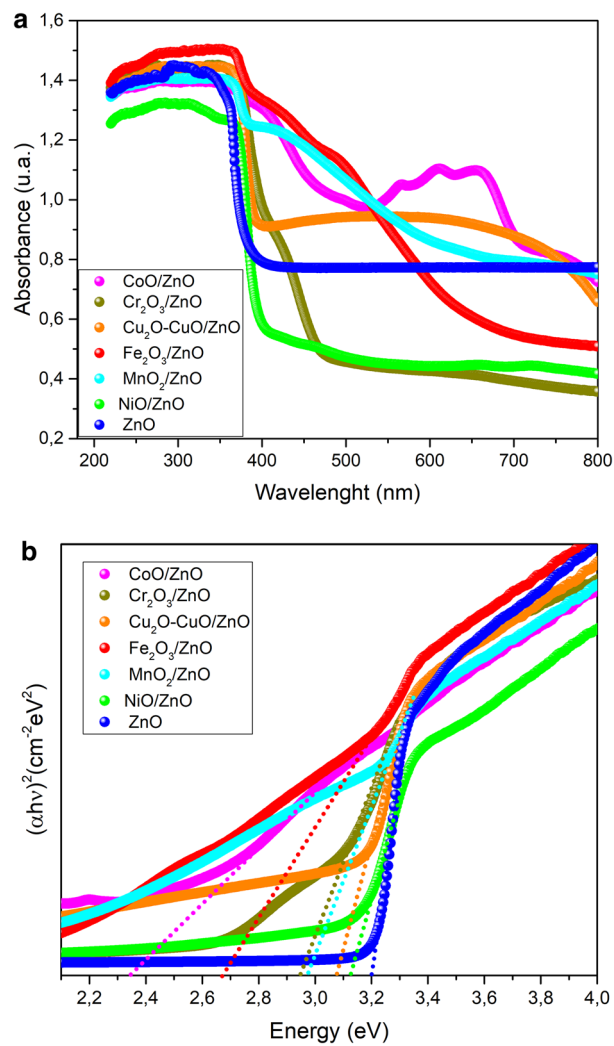 a
1,6
1,4
1,2
1,0
0,8
0,6
0,4
0,2
Absorbance (u.a.)
CoO/ZnO
Cr₂O₃/ZnO
Cu₂O-CuO/ZnO
Fe₂O₃/ZnO
MnO₂/ZnO
NiO/ZnO
ZnO
200 300 400 500 600 700 800
Wavelenght (nm)
b
(αhν)²(cm⁻²eV²)
CoO/ZnO
Cr₂O₃/ZnO
Cu₂O-CuO/ZnO
Fe₂O₃/ZnO
MnO₂/ZnO
NiO/ZnO
ZnO
2,2 2,4 2,6 2,8 3,0 3,2 3,4 3,6 3,8 4,0
Energy (eV)